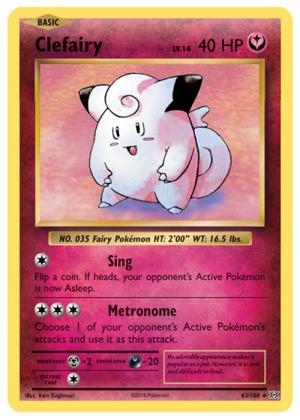 BASIC
Clefairy LV.14 40 HP
NO. 035 Fairy Pokémon HT: 2'00" WT: 16.5 lbs.
Sing
Flip a coin. If heads, your opponent's Active Pokémon
is now Asleep.
Metronome
Choose 1 of your opponent's Active Pokémon's
attacks and use it as this attack.
weakness ×2 resistance -20
retreat cost
Its adorable appearance makes it
popular as a pet. However, it is rare
and difficult to find.
Illus. Ken Sugimori ©2016 Pokémon 63/108 ★